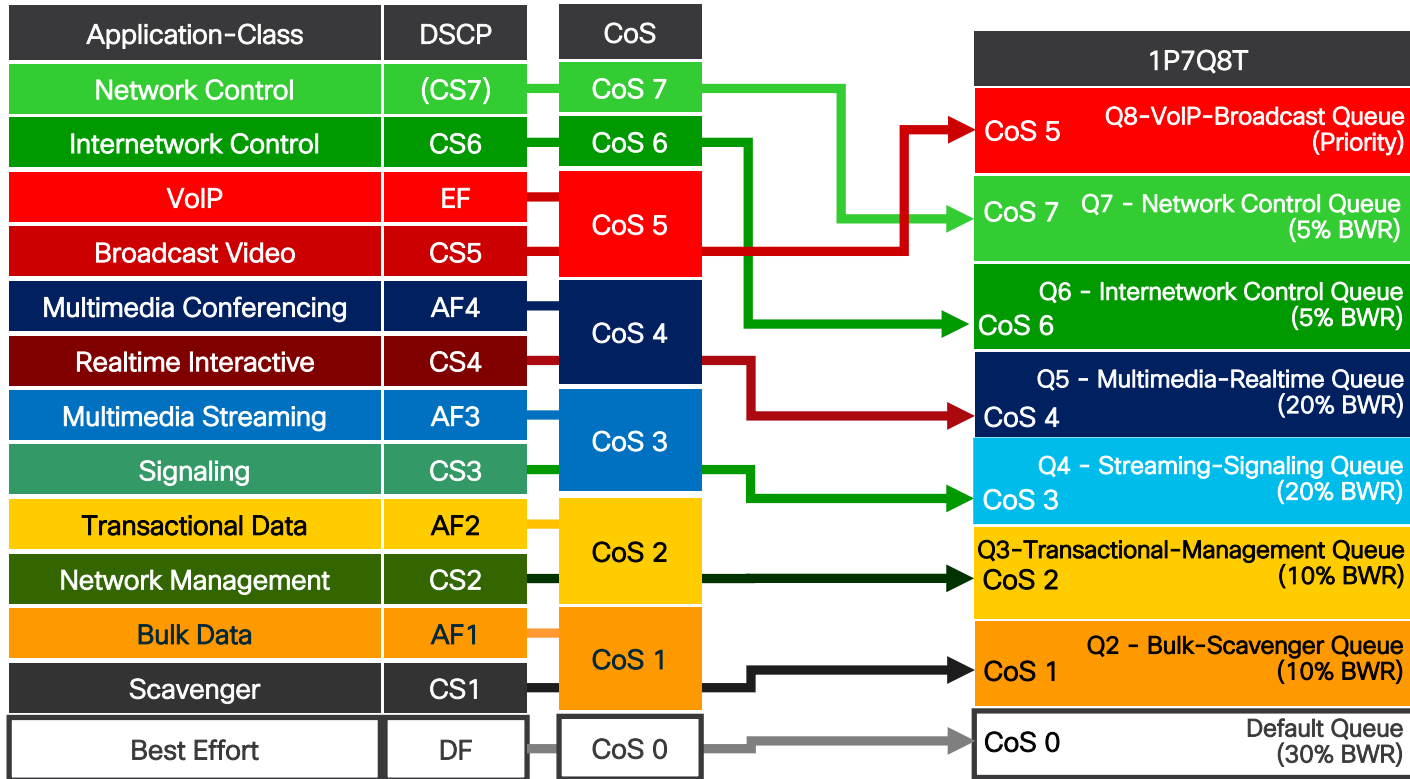 Application-Class DSCP CoS
Network Control (CS7) CoS 7
Internetwork Control CS6 CoS 6
VoIP EF
CoS 5
Broadcast Video CS5
Multimedia Conferencing AF4
CoS 4
Realtime Interactive CS4
Multimedia Streaming AF3
CoS 3
Signaling CS3
Transactional Data AF2
CoS 2
Network Management CS2
Bulk Data AF1
CoS 1
Scavenger CS1
Best Effort DF CoS 0
1P7Q8T
CoS 5 Q8-VoIP-Broadcast Queue
(Priority)
CoS 7 Q7 - Network Control Queue
(5% BWR)
Q6 - Internetwork Control Queue
CoS 6 (5% BWR)
Q5 - Multimedia-Realtime Queue
CoS 4 (20% BWR)
Q4 - Streaming-Signaling Queue
CoS 3 (20% BWR)
Q3-Transactional-Management Queue
CoS 2 (10% BWR)
Q2 - Bulk-Scavenger Queue
CoS 1 (10% BWR)
Default Queue
CoS 0 (30% BWR)